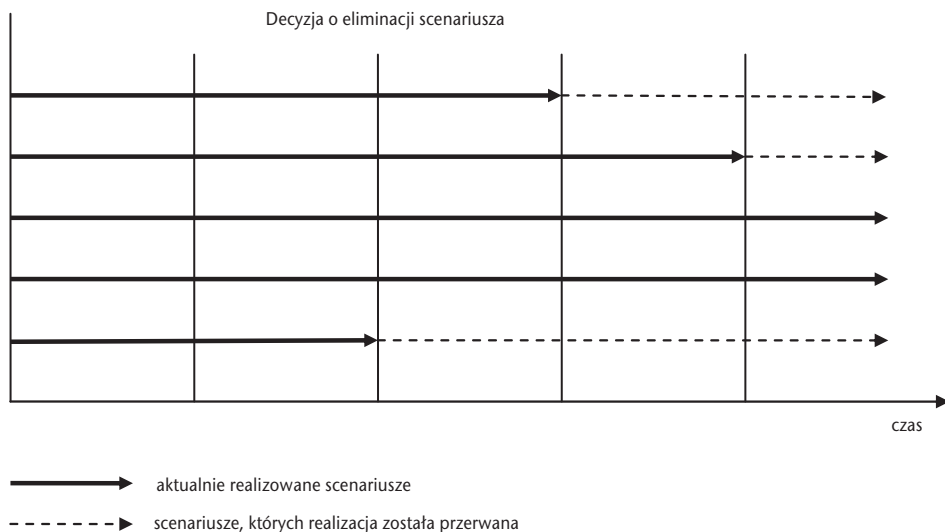 Decyzja o eliminacji scenariusza
czas
aktualnie realizowane scenariusze
scenariusze, których realizacja została przerwana